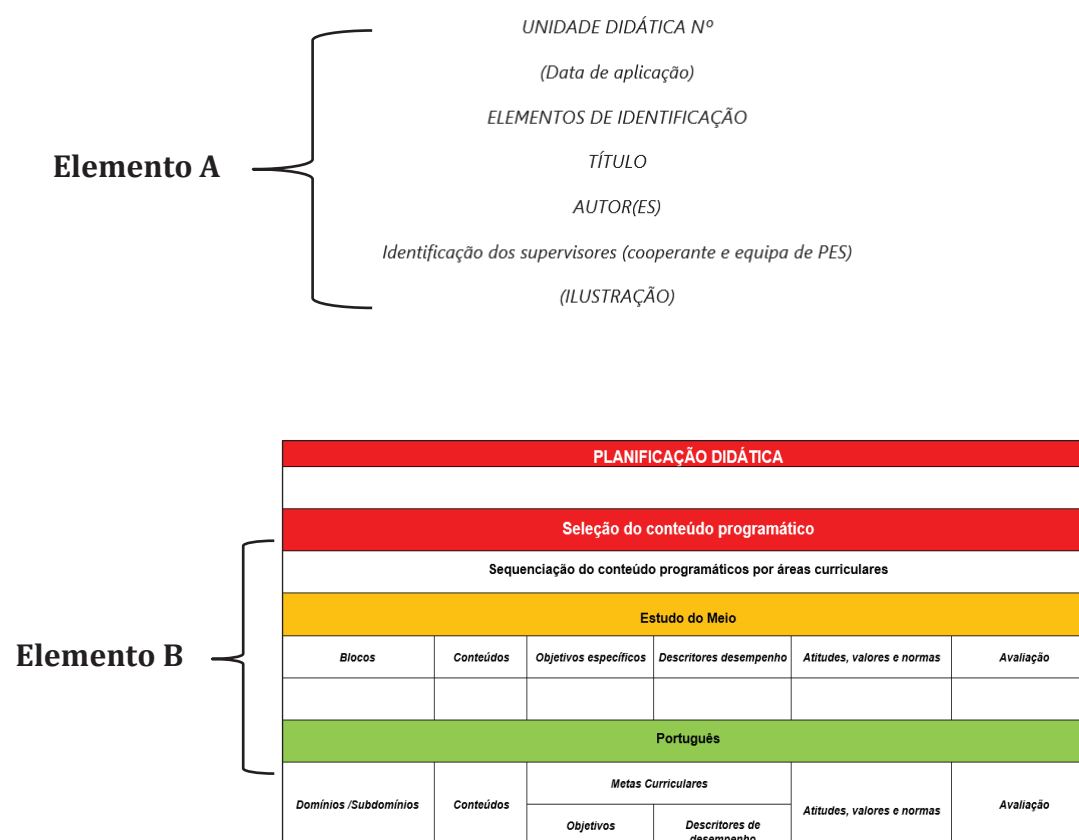 UNIDADE DIDÁTICA Nº
(Data de aplicação)
ELEMENTOS DE IDENTIFICAÇÃO
TÍTULO
Elemento A
AUTOR(ES)
Identificação dos supervisores (cooperante e equipa de PES)
(ILUSTRAÇÃO)
PLANIFICAÇÃO DIDÁTICA
Seleção do conteúdo programático
Sequenciação do conteúdo programáticos por áreas curriculares
Estudo do Meio
Elemento B
Blocos Conteúdos Objetivos específicos Descritores desempenho Atitudes, valores e normas Avaliação
Português
Metas Curriculares
Domínios /Subdomínios Conteúdos Atitudes, valores e normas Avaliação
Objetivos Descritores de
desempenho